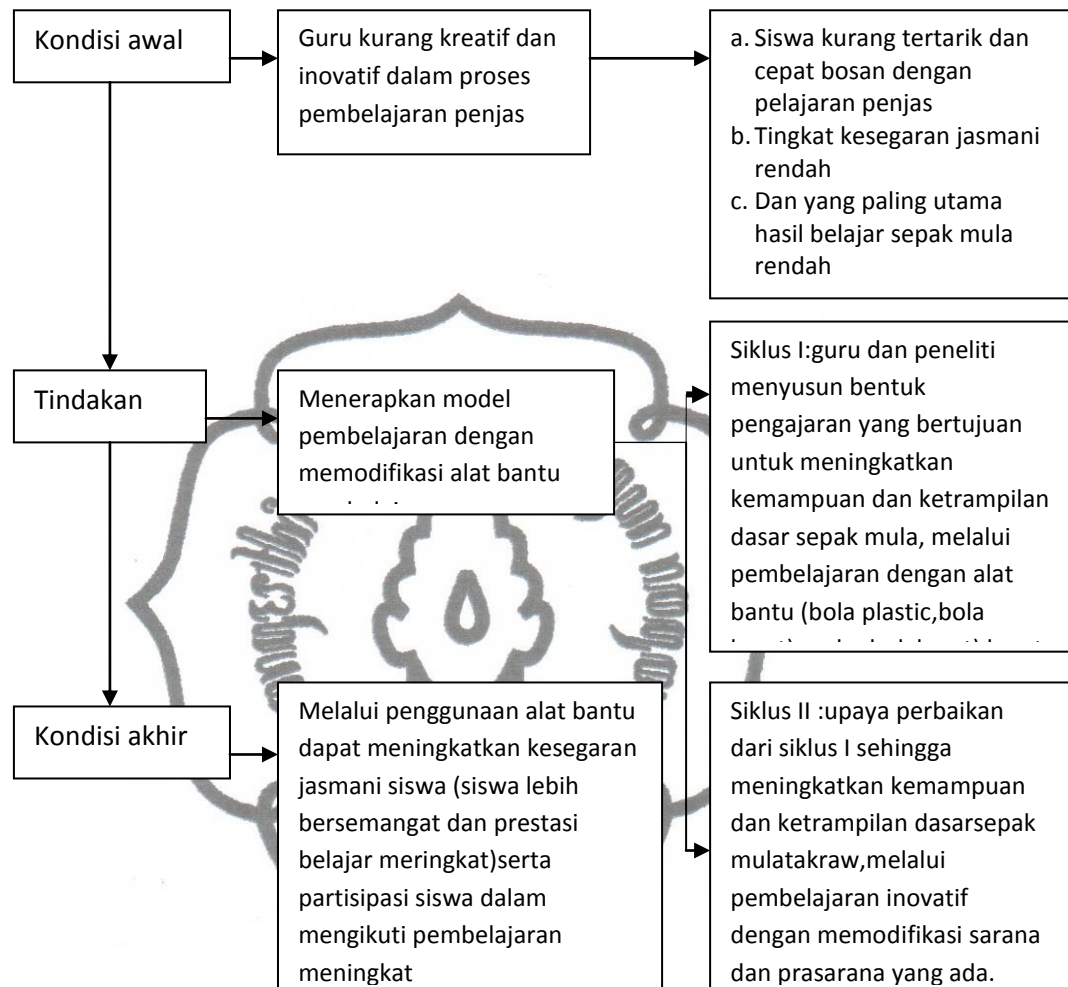 Kondisi awal
Guru kurang kreatif dan
inovatif dalam proses
pembelajaran penjas
a. Siswa kurang tertarik dan
cepat bosan dengan
pelajaran penjas
b. Tingkat kesegaran jasmani
rendah
c. Dan yang paling utama
hasil belajar sepak mula
rendah
Tindakan
Menerapkan model
pembelajaran dengan
memodifikasi alat bantu
Siklus I:guru dan peneliti
menyusun bentuk
pengajaran yang bertujuan
untuk meningkatkan
kemampuan dan ketrampilan
dasar sepak mula, melalui
pembelajaran dengan alat
bantu (bola plastic,bola
Kondisi akhir
Melalui penggunaan alat bantu
dapat meningkatkan kesegaran
jasmani siswa (siswa lebih
bersemangat dan prestasi
belajar meringkat)serta
partisipasi siswa dalam
mengikuti pembelajaran
meningkat
Siklus II :upaya perbaikan
dari siklus I sehingga
meningkatkan kemampuan
dan ketrampilan dasarsepak
mulatakraw,melalui
pembelajaran inovatif
dengan memodifikasi sarana
dan prasarana yang ada.